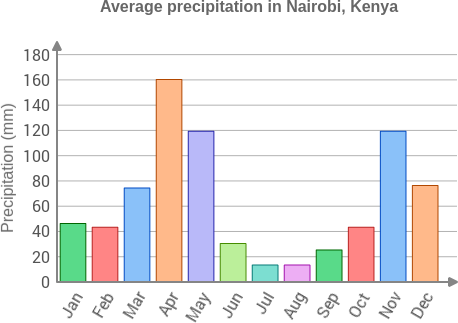 Average precipitation in Nairobi, Kenya
Precipitation (mm)
180
160
140
120
100
80
60
40
20
0
Jan
Feb
Mar
Apr
May
Jun
Jul
Aug
Sep
Oct
Nov
Dec